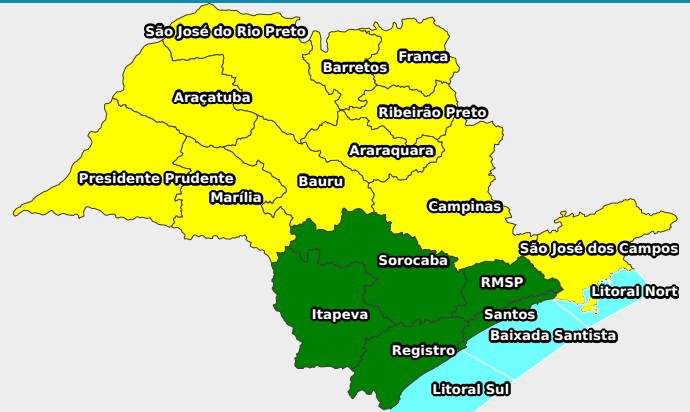 São José do Rio Preto
Franca
Barretos
Araçatuba
Ribeirão Preto
Araraquara
Presidente Prudente
Bauru
Marília
Campinas
São José dos Campos
Sorocaba
RMSP
Litoral Nort
Itapeva
Santos
Baixada Santista
Registro
Litoral Sul